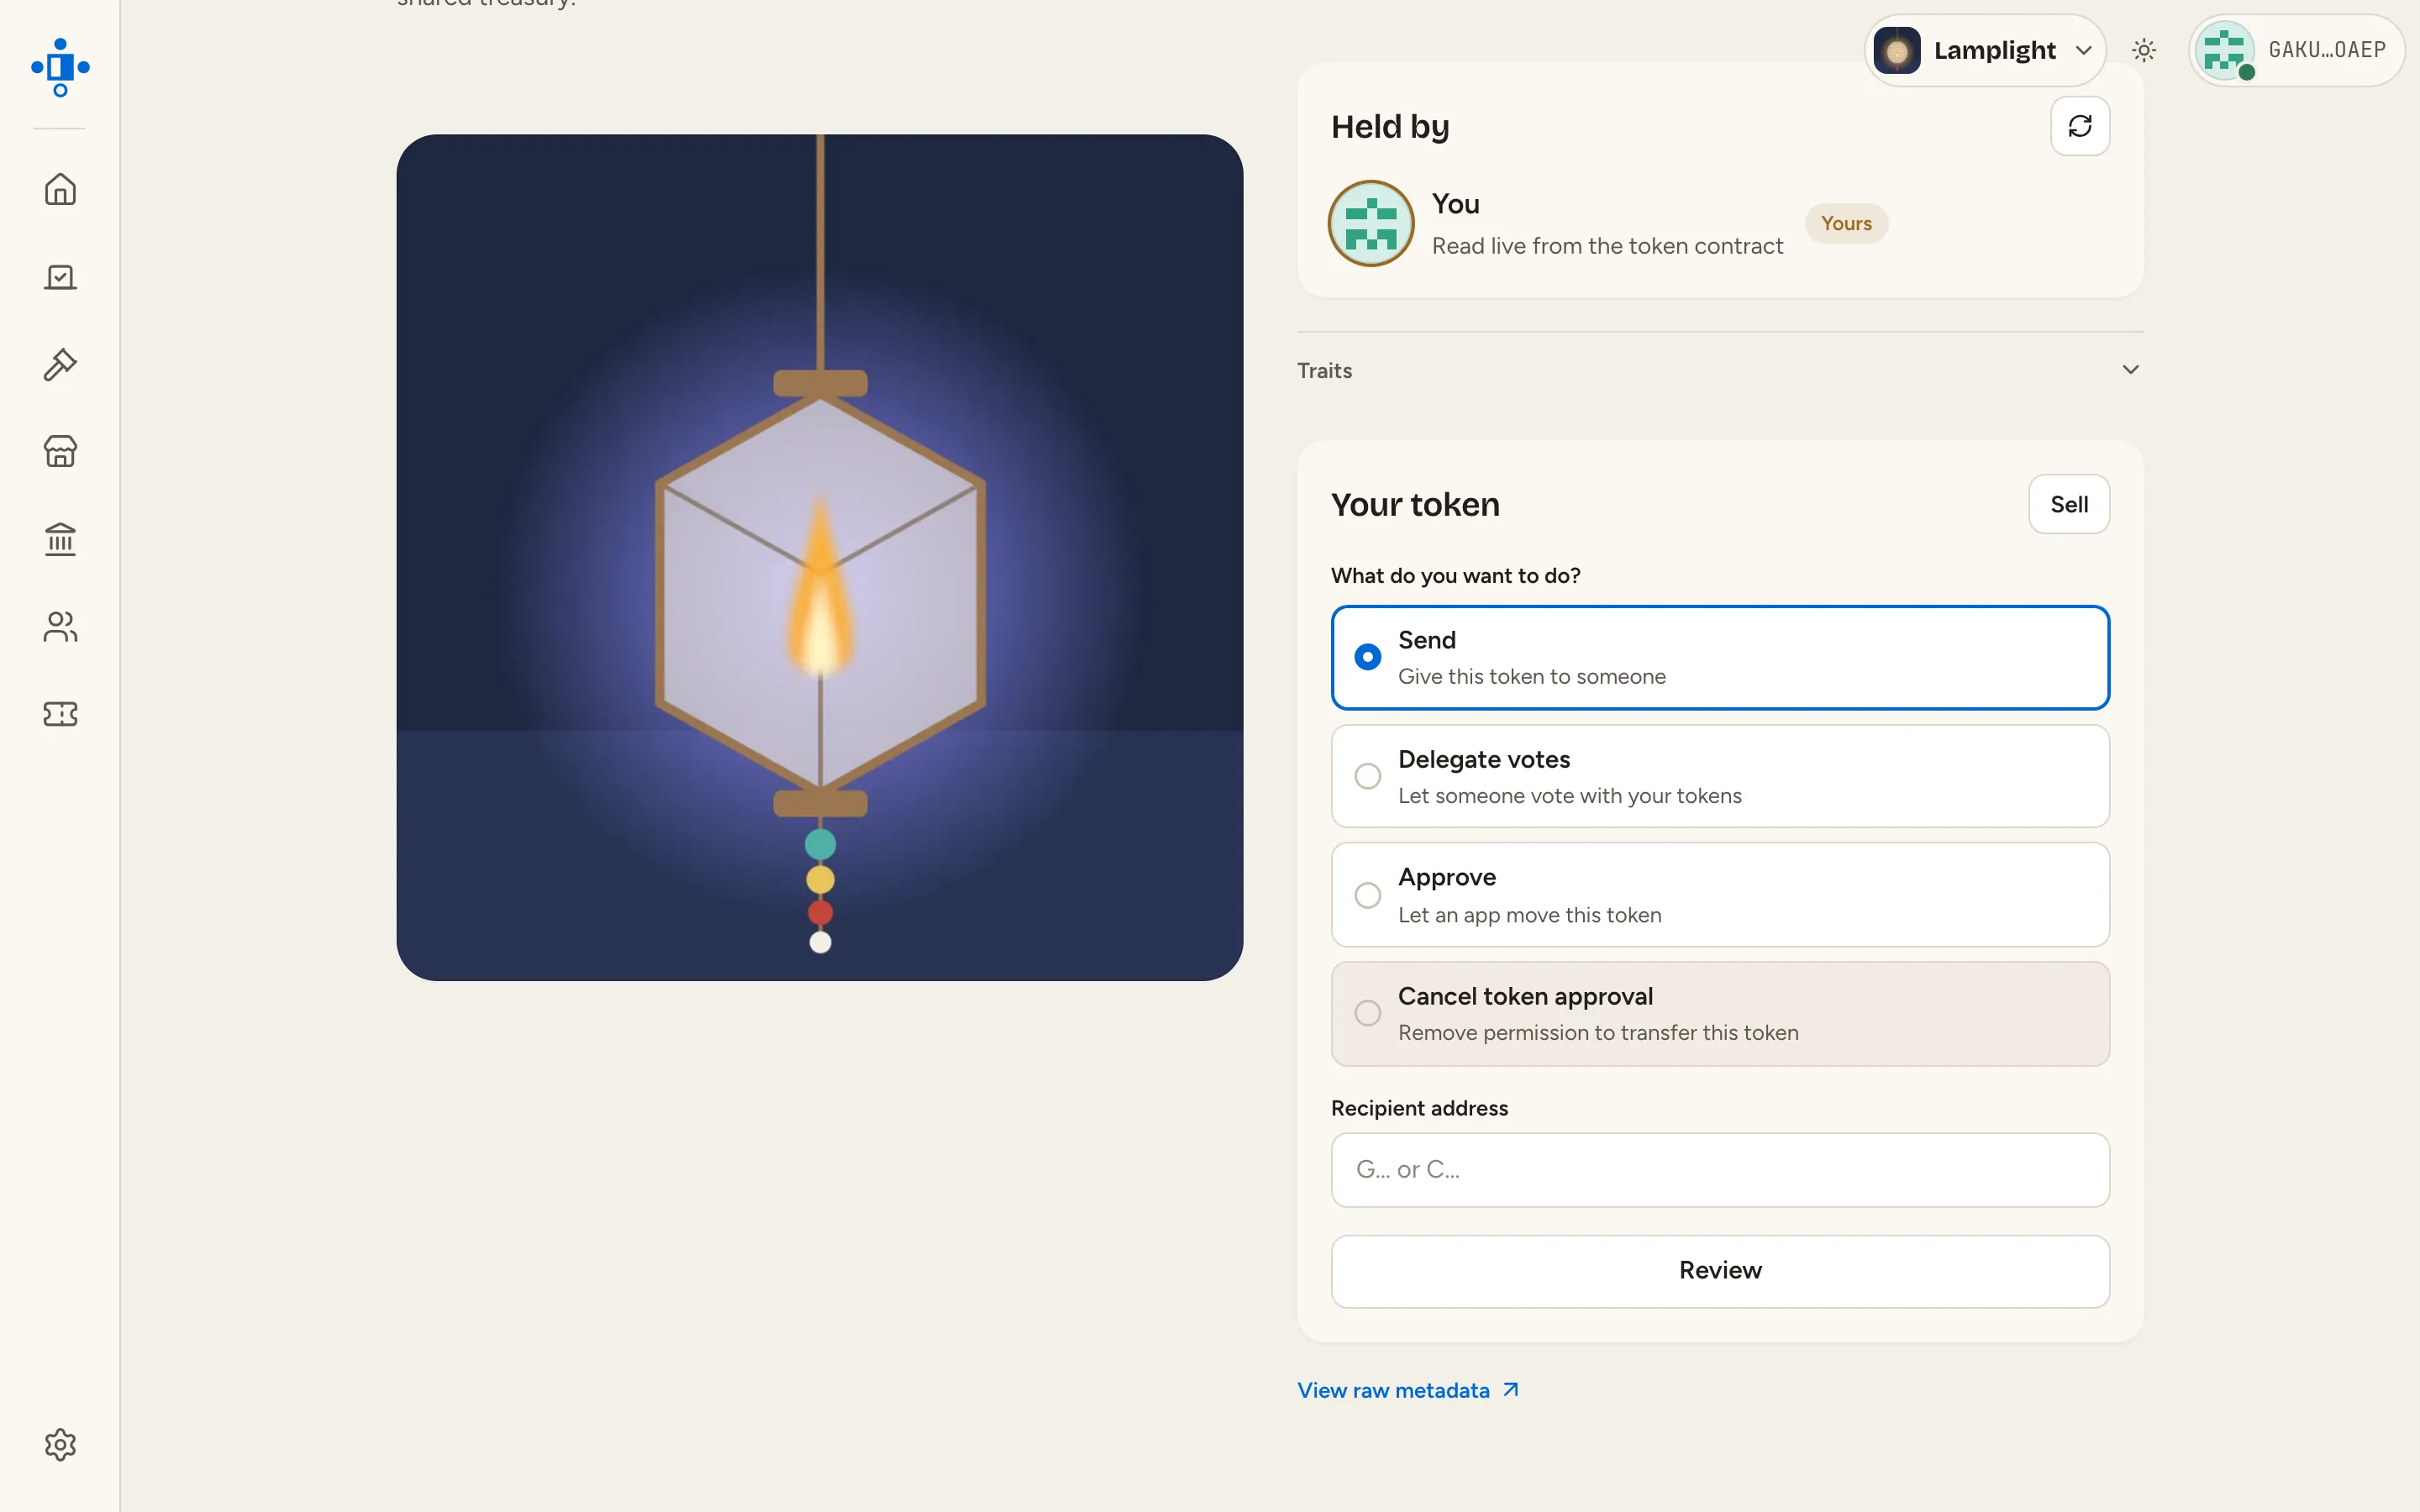 shared treasury.
Lamplight
GAKU...OAEP
Held by
You
Read live from the token contract
Yours
Traits
Your token
Sell
What do you want to do?
Send
Give this token to someone
Delegate votes
Let someone vote with your tokens
Approve
Let an app move this token
Cancel token approval
Remove permission to transfer this token
Recipient address
G... or C...
Review
View raw metadata